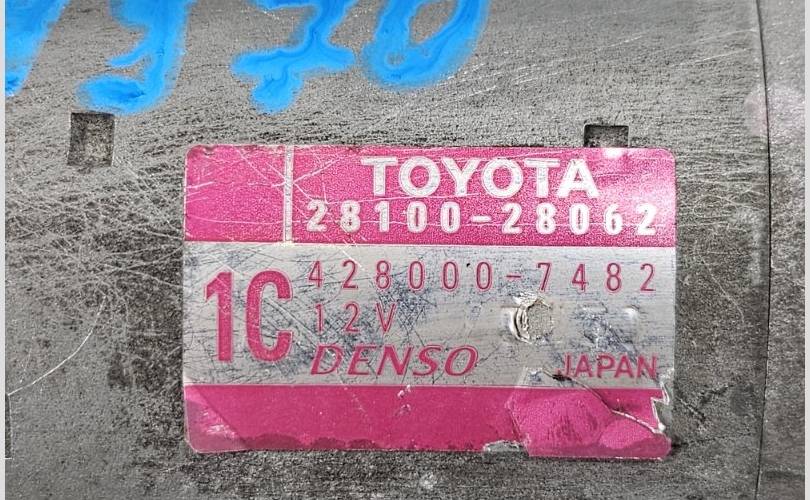 TOYOTA
28100-28062
1C
428000-7482
12V
DENSO JAPAN